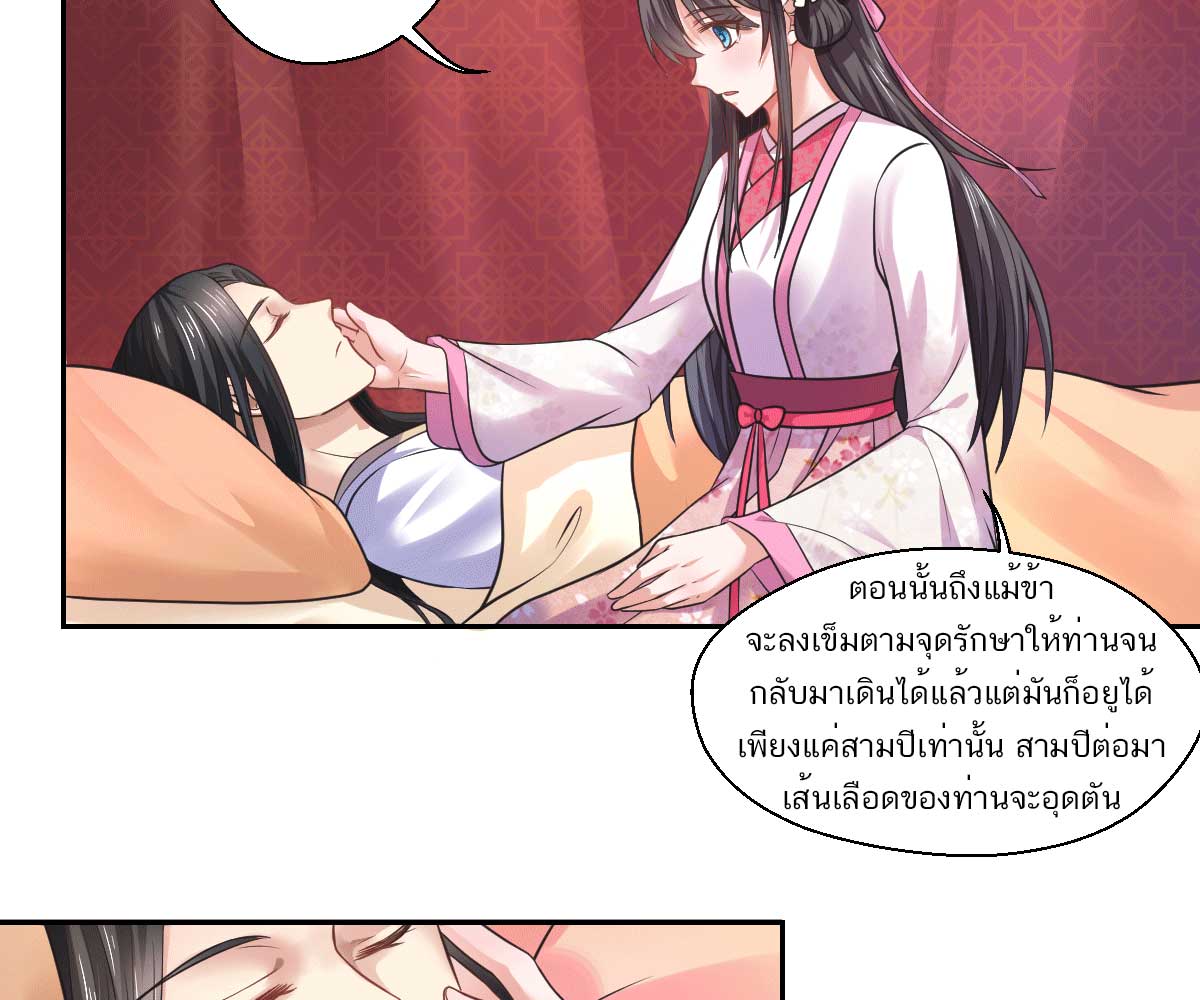 ตอนนั้นถึงแม้ข้า
จะลงเข็มตามจุดรักษาให้ท่านจน
กลับมาเดินได้แล้วแต่มันก็อยู่ได้
เพียงแค่สามปีเท่านั้น สามปีต่อมา
เส้นเลือดของท่านจะอุดตัน